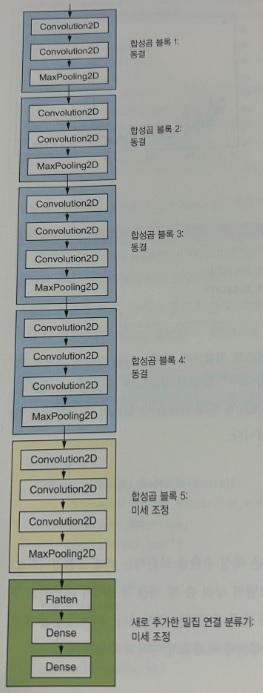 Convolution2D
Convolution2D
MaxPooling2D
합성곱 블록 1:
동결
Convolution2D
Convolution2D
MaxPooling2D
합성곱 블록 2:
동결
Convolution2D
Convolution2D
Convolution2D
MaxPooling2D
합성곱 블록 3:
동결
Convolution2D
Convolution2D
Convolution2D
MaxPooling2D
합성곱 블록 4:
동결
Convolution2D
Convolution2D
Convolution2D
MaxPooling2D
합성곱 블록 5:
미세 조정
Flatten
Dense
Dense
새로 추가한 밀집 연결 분류기:
미세 조정